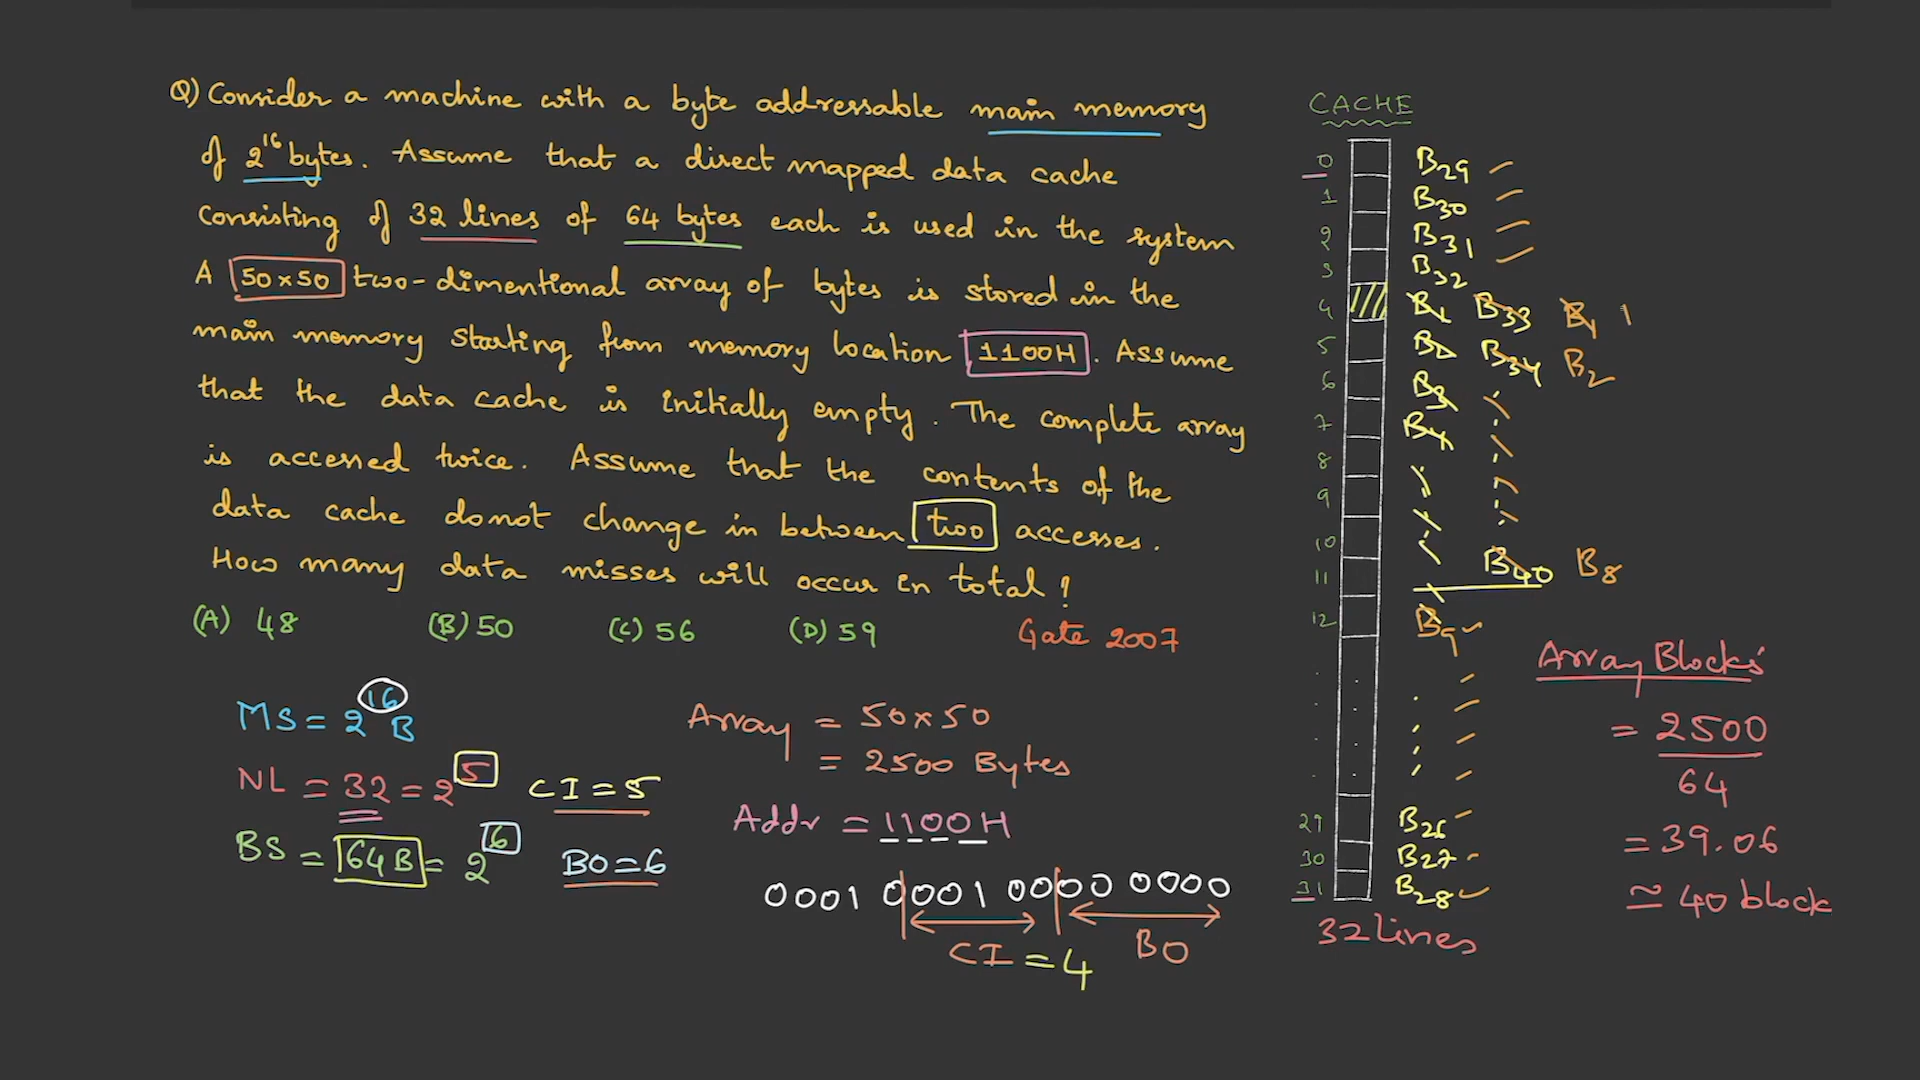 Q) Consider a machine with a byte addressable main memory
of 2^16 bytes. Assume that a direct mapped data cache
consisting of 32 lines of 64 bytes each is used in the system
A 50x50 two-dimentional array of bytes is stored in the
main memory starting from memory location 1100H. Assume
that the data cache is initially empty. The complete array
is accessed twice. Assume that the contents of the
data cache donot change in between two accesses.
How many data misses will occur in total?
(A) 48 (B) 50 (C) 56 (D) 59 Gate 2007
MS = 2^16 B
NL = 32 = 2^5 CI = 5
BS = 64B = 2^6 BO = 6
Array = 50x50
= 2500 Bytes
Addr = 1100H
0001 0001 0000 0000
CI = 4 BO
CACHE
0 B29
1 B30
2 B31
3 B32
4 B1 B33 B1 1
5 B2 B34 B2
6 B3
7 B4
8
9
10
11 B40 B8
12 B9
29 B26
30 B27
31 B28
32 lines
Array Blocks
= 2500
64
= 39.06
≃ 40 block